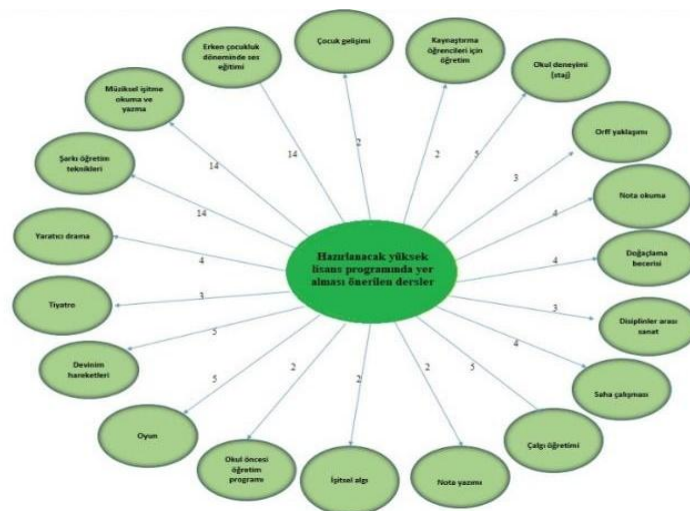 Çocuk gelişimi
Kaynaştırma
öğrencileri için
öğretim
Okul deneyimi
(staj)
Orff yaklaşımı
Nota okuma
Doğaçlama
becerisi
Disiplinler arası
sanat
Saha çalışması
Çalgı öğretimi
Nota yazımı
İşitsel algı
Okul öncesi
öğretim
programı
Oyun
Devinim
hareketleri
Tiyatro
Yaratıcı drama
Şarkı öğretim
teknikleri
Müziksel işitme
okuma ve
yazma
Erken çocukluk
döneminde ses
eğitimi
Hazırlanacak yüksek
lisans programında yer
alması önerilen dersler
2
2
5
3
4
4
3
4
5
2
2
2
5
5
3
4
14
14
14